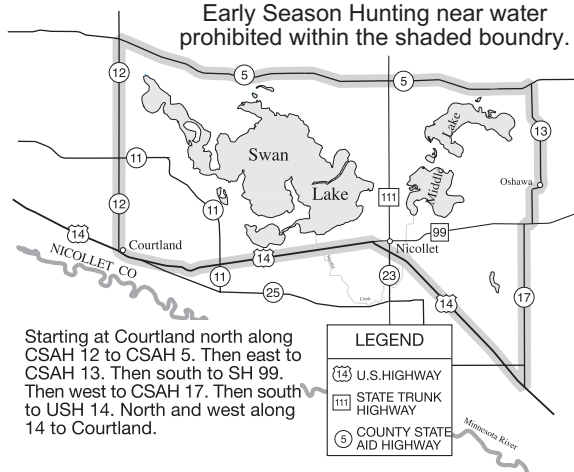 Early Season Hunting near water
prohibited within the shaded boundry.
12
5
5
13
11
Swan
Lake
Lake
Middle
Oshawa
12
11
111
99
14
Courtland
14
Nicollet
NICOLLET CO
11
25
23
Creek
14
17
Starting at Courtland north along
CSAH 12 to CSAH 5. Then east to
CSAH 13. Then south to SH 99.
Then west to CSAH 17. Then south
to USH 14. North and west along
14 to Courtland.
LEGEND
14 U.S.HIGHWAY
111 STATE TRUNK
HIGHWAY
5 COUNTY STATE
AID HIGHWAY
Minnesota River